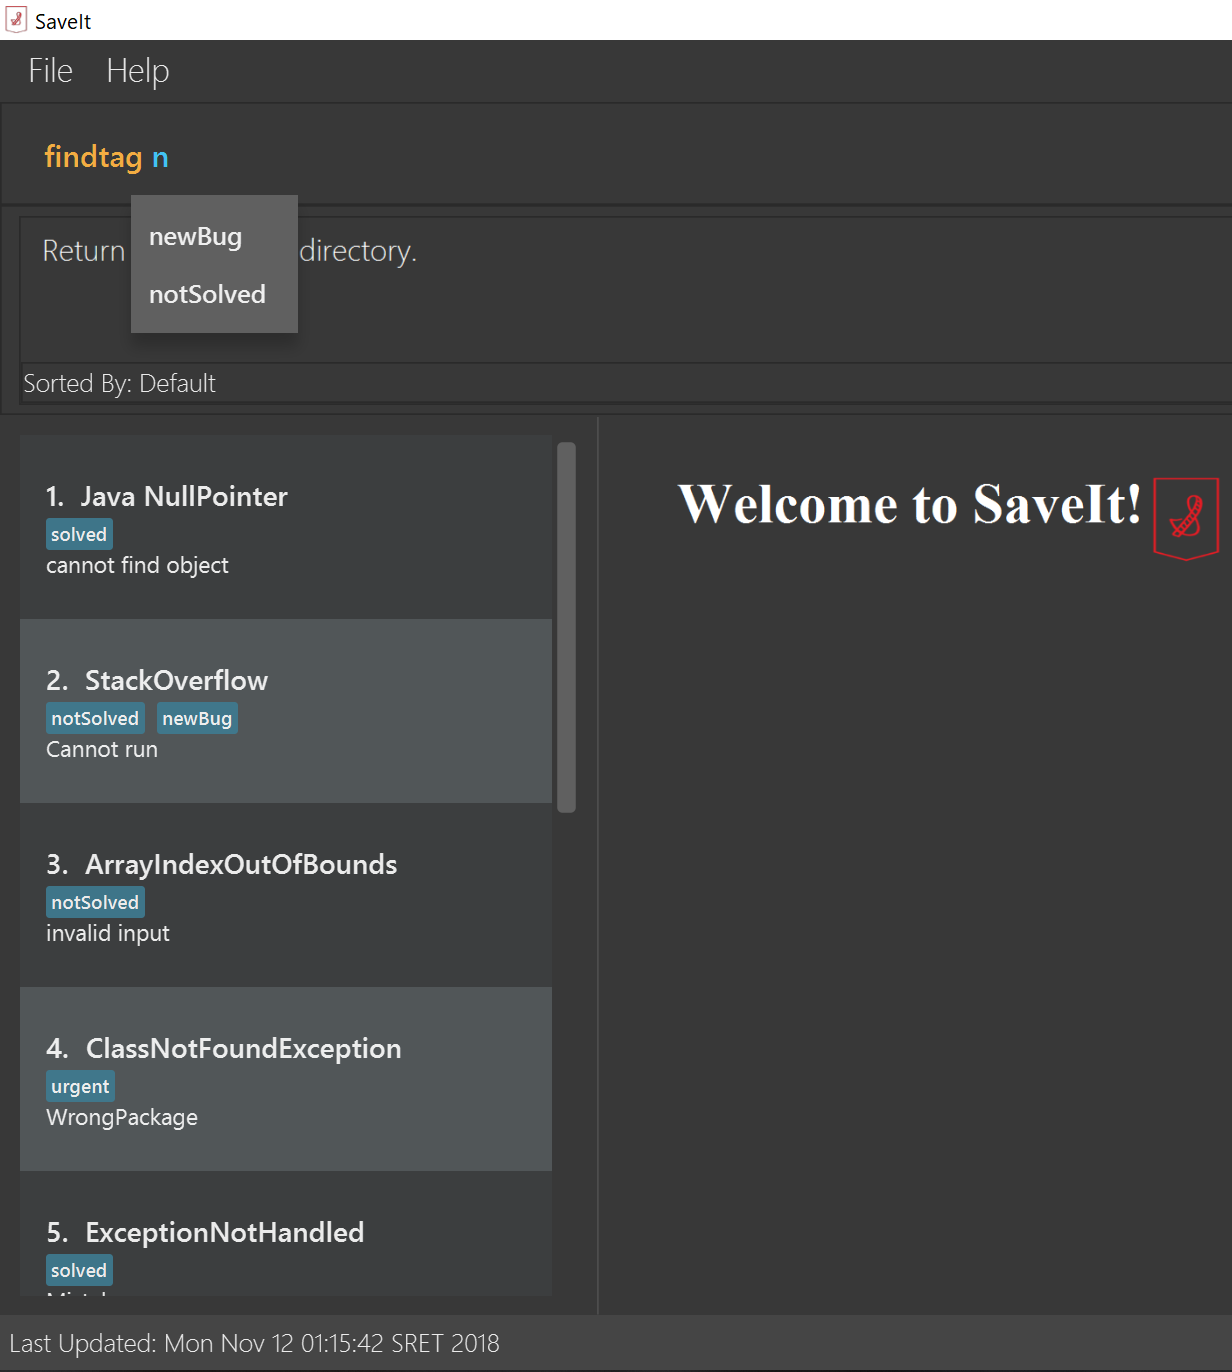 SaveIt
File Help
findtag n
newBug
notSolved
Return directory.
Sorted By: Default
1. Java NullPointer
solved
cannot find object
2. StackOverflow
notSolved newBug
Cannot run
3. ArrayIndexOutOfBounds
notSolved
invalid input
4. ClassNotFoundException
urgent
WrongPackage
5. ExceptionNotHandled
solved
Welcome to SaveIt!
Last Updated: Mon Nov 12 01:15:42 SRET 2018